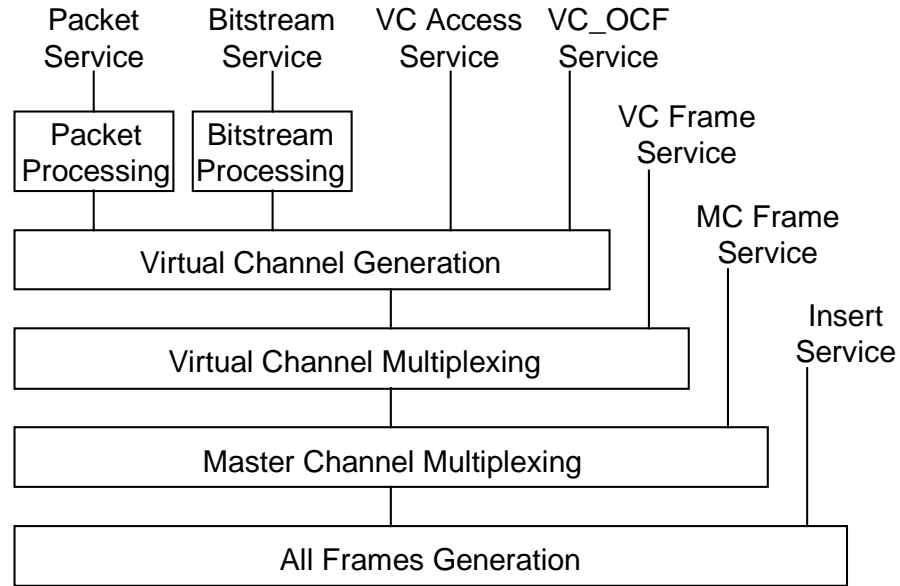 Packet
Service
Bitstream
Service
VC Access
Service
VC_OCF
Service
VC Frame
Service
Packet
Processing
Bitstream
Processing
MC Frame
Service
Virtual Channel Generation
Insert
Service
Virtual Channel Multiplexing
Master Channel Multiplexing
All Frames Generation